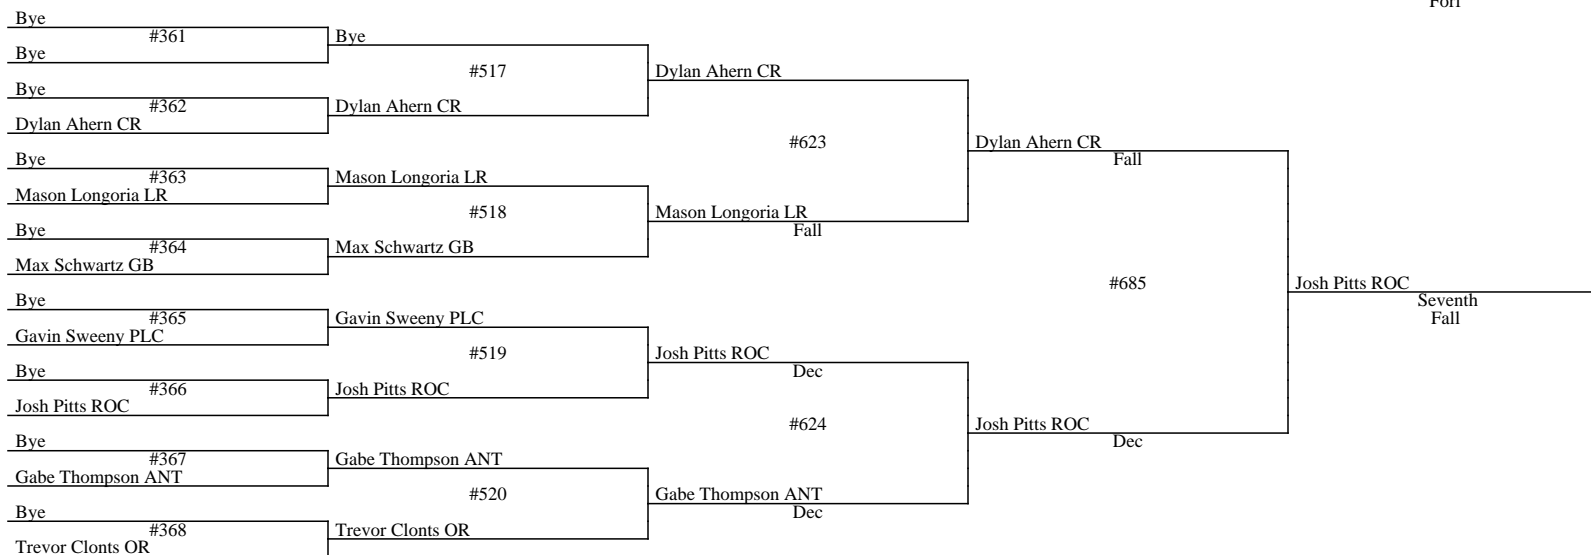 Forf
Bye
#361
Bye
Bye
#517
Dylan Ahern CR
Bye
#362
Dylan Ahern CR
Dylan Ahern CR
#623
Dylan Ahern CR
Fall
Bye
#363
Mason Longoria LR
Mason Longoria LR
#518
Mason Longoria LR
Fall
Bye
#364
Max Schwartz GB
Max Schwartz GB
#685
Josh Pitts ROC
Seventh
Fall
Bye
#365
Gavin Sweeny PLC
Gavin Sweeny PLC
#519
Josh Pitts ROC
Dec
Bye
#366
Josh Pitts ROC
Josh Pitts ROC
#624
Josh Pitts ROC
Dec
Bye
#367
Gabe Thompson ANT
Gabe Thompson ANT
#520
Gabe Thompson ANT
Dec
Bye
#368
Trevor Clonts OR
Trevor Clonts OR